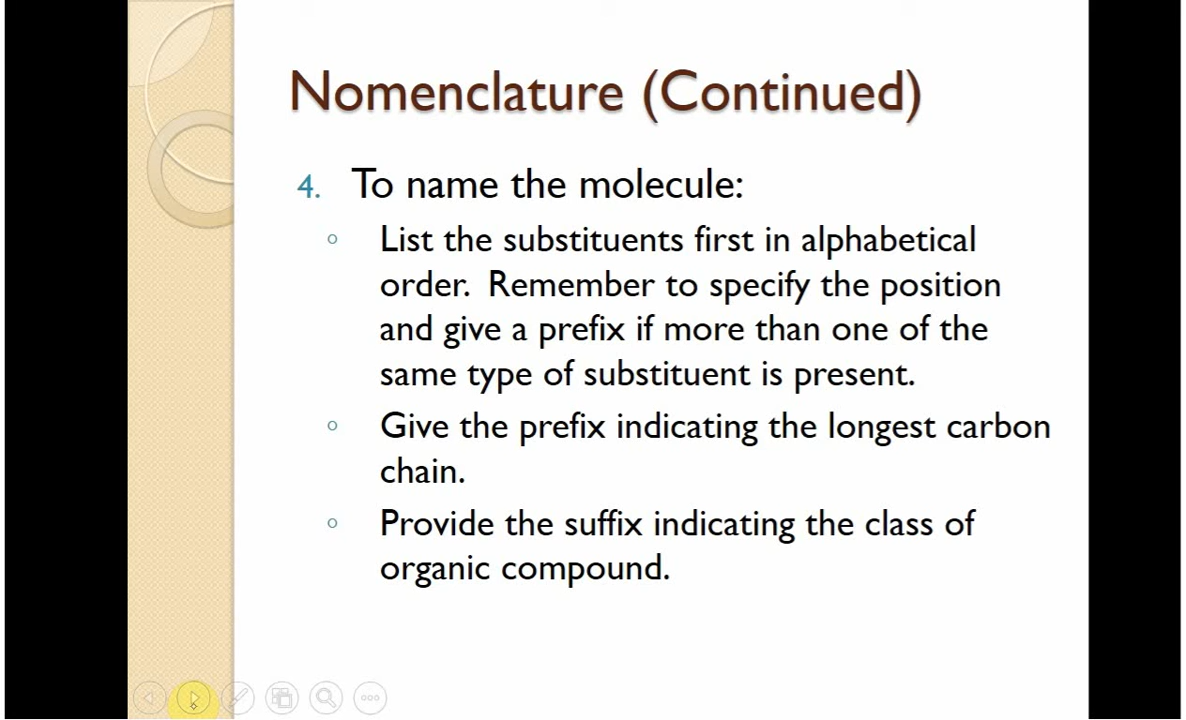 Nomenclature (Continued)
4. To name the molecule:
List the substituents first in alphabetical
order. Remember to specify the position
and give a prefix if more than one of the
same type of substituent is present.
Give the prefix indicating the longest carbon
chain.
Provide the suffix indicating the class of
organic compound.